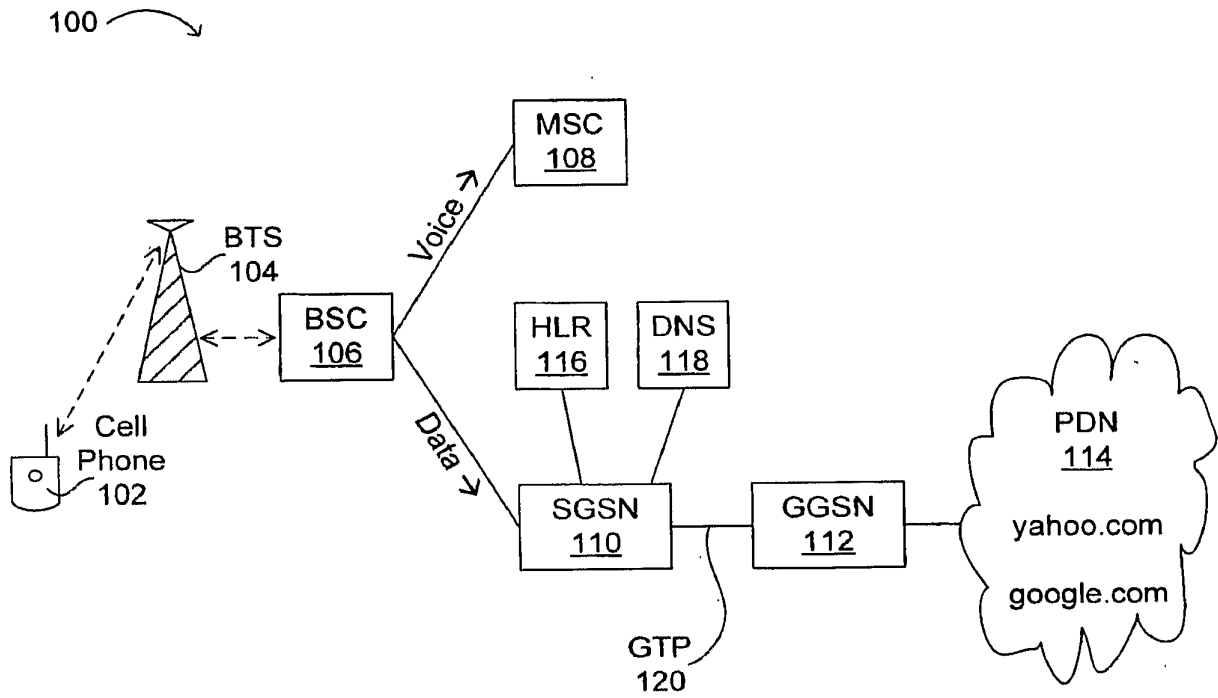 100
MSC
108
BTS
104
Voice →
BSC
106
HLR
116
DNS
118
Cell
Phone
102
Data →
SGSN
110
GGSN
112
PDN
114
yahoo.com
google.com
GTP
120